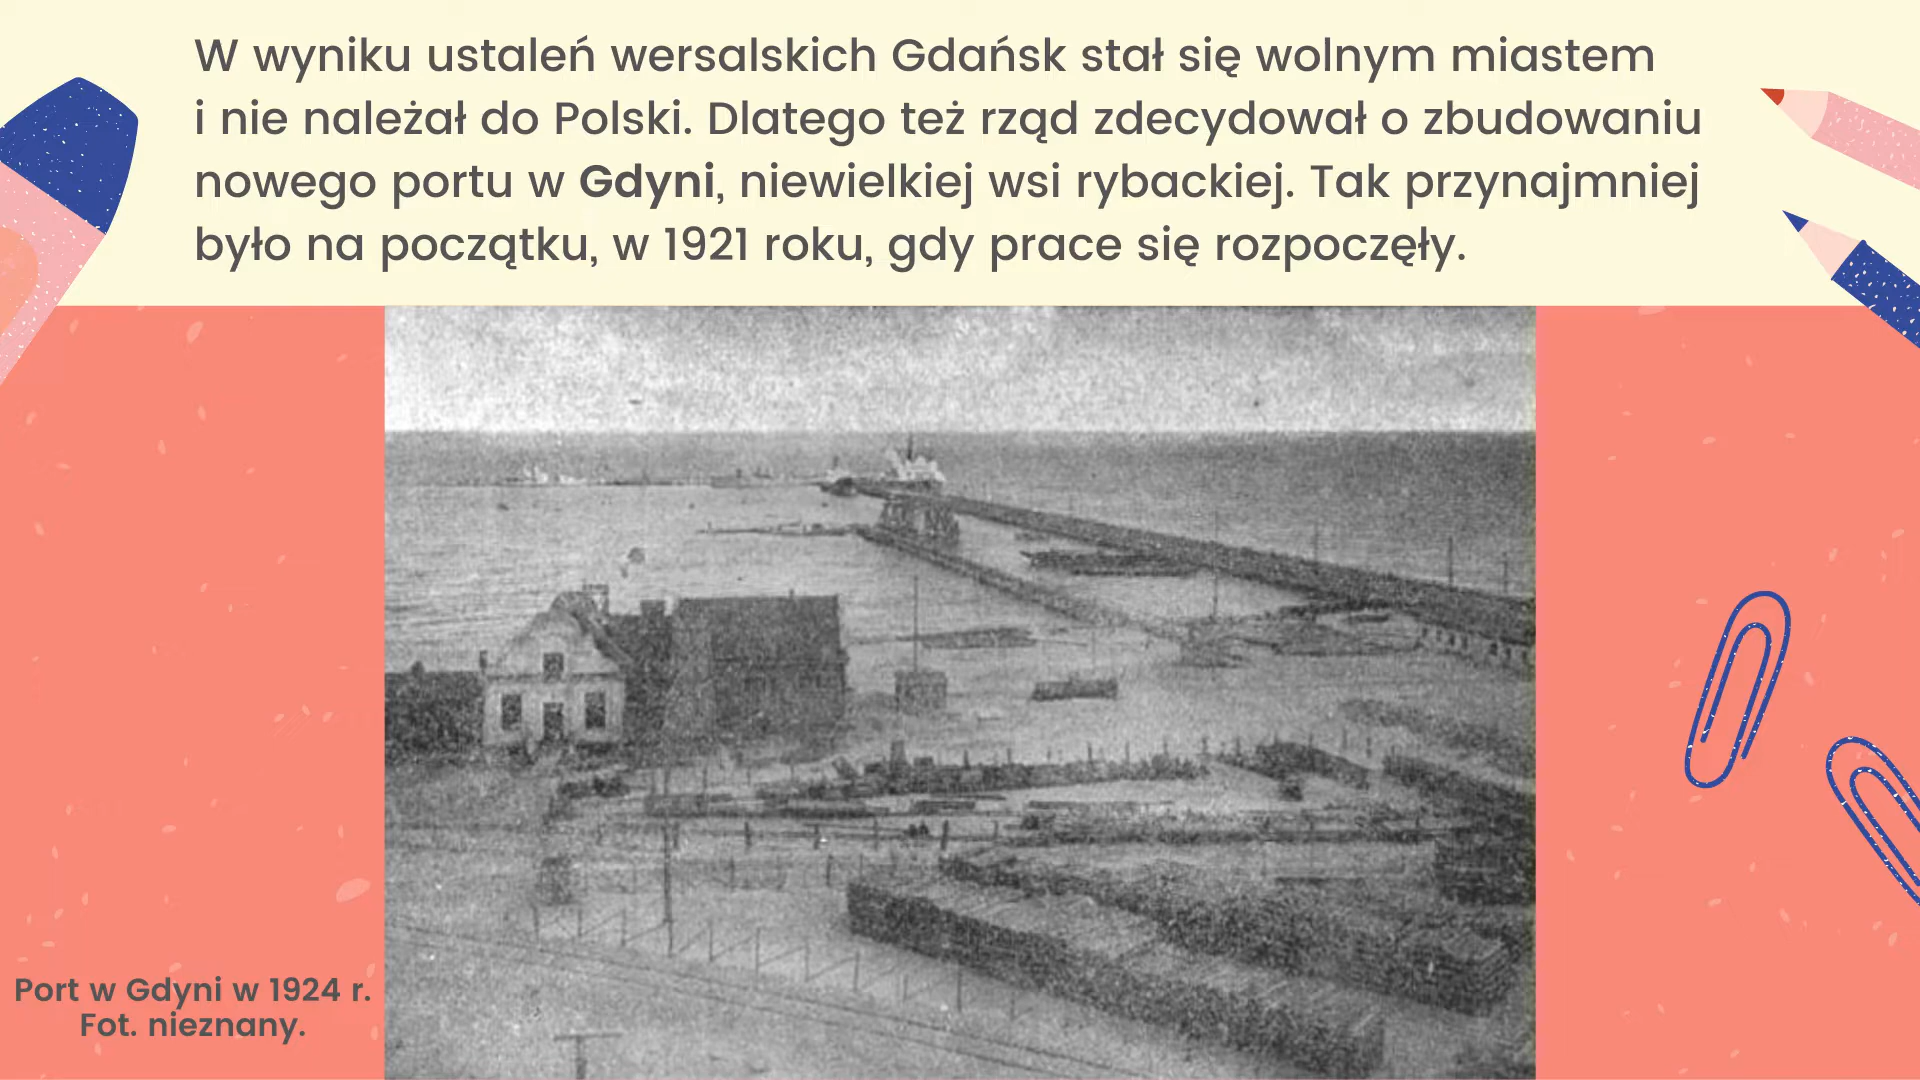 W wyniku ustaleń wersalskich Gdańsk stał się wolnym miastem
i nie należał do Polski. Dlatego też rząd zdecydował o zbudowaniu
nowego portu w Gdyni, niewielkiej wsi rybackiej. Tak przynajmniej
było na początku, w 1921 roku, gdy prace się rozpoczęły.
Port w Gdyni w 1924 r.
Fot. nieznany.